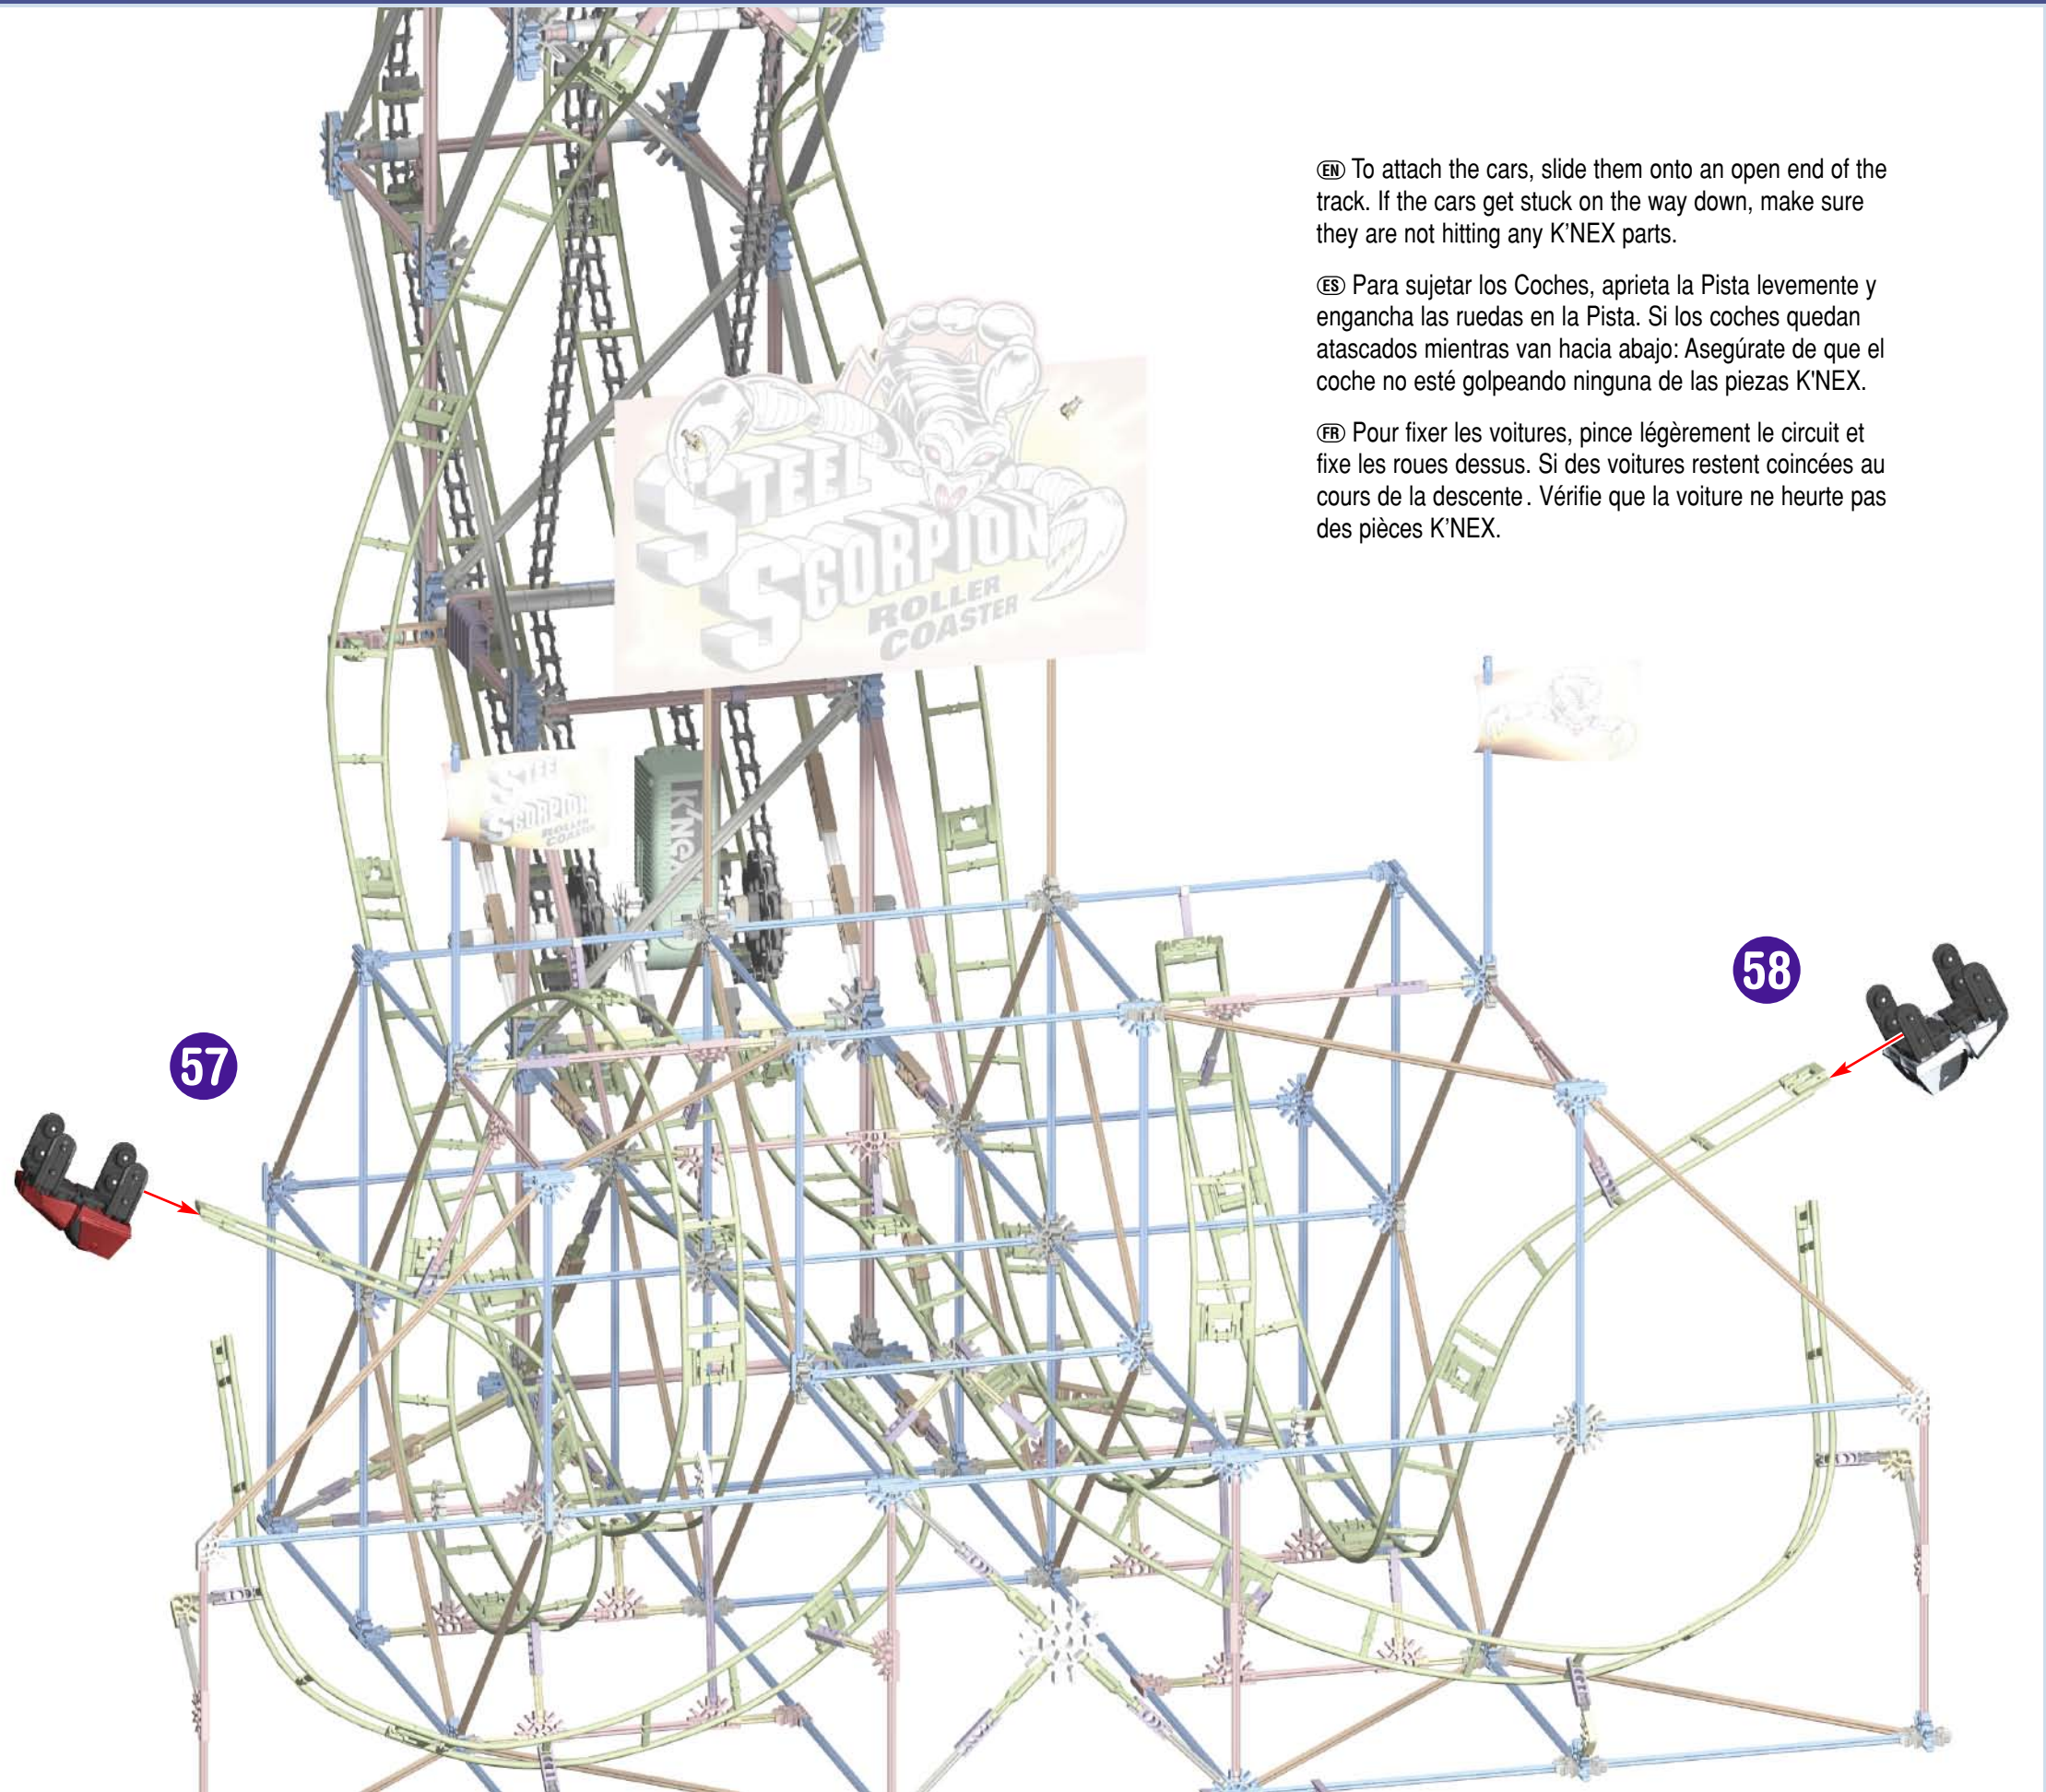 EN To attach the cars, slide them onto an open end of the
track. If the cars get stuck on the way down, make sure
they are not hitting any K’NEX parts.
ES Para sujetar los Coches, aprieta la Pista levemente y
engancha las ruedas en la Pista. Si los coches quedan
atascados mientras van hacia abajo: Asegúrate de que el
coche no esté golpeando ninguna de las piezas K'NEX.
FR Pour fixer les voitures, pince légèrement le circuit et
fixe les roues dessus. Si des voitures restent coincées au
cours de la descente. Vérifie que la voiture ne heurte pas
des pièces K’NEX.
STEEL
SCORPION
ROLLER
COASTER
STEEL
SCORPION
ROLLER
COASTER
K'NEX
57
58